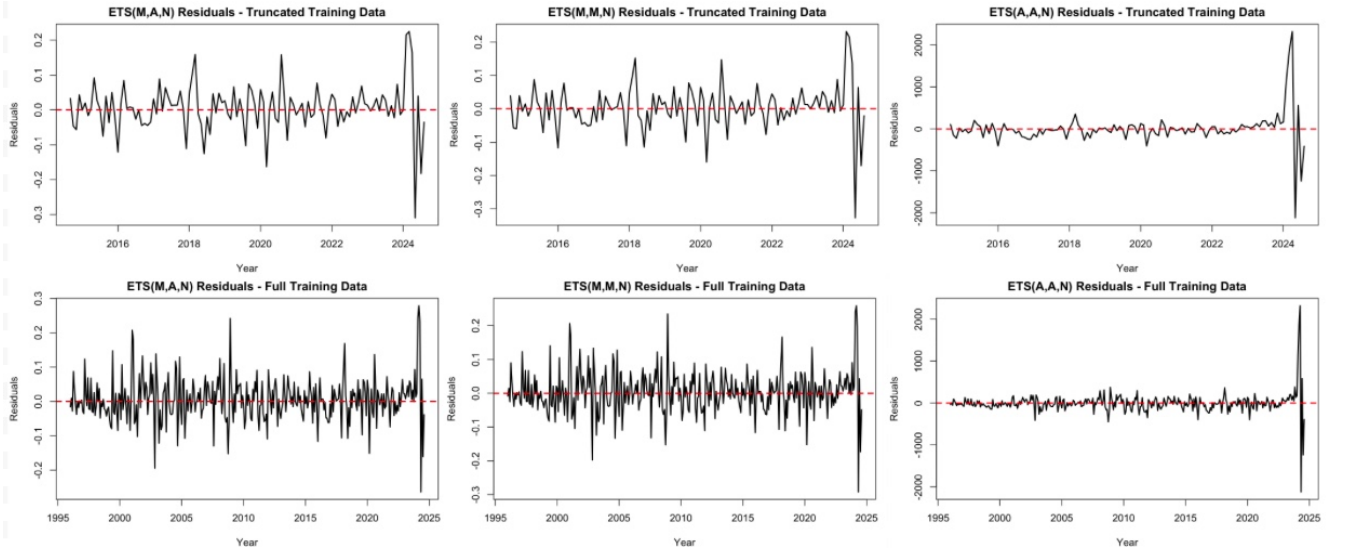 ETS(M,A,N) Residuals - Truncated Training Data
0.2
0.1
0.0
-0.1
-0.2
-0.3
Residuals
2016 2018 2020 2022 2024
Year
ETS(M,M,N) Residuals - Truncated Training Data
0.2
0.1
0.0
-0.1
-0.2
-0.3
Residuals
2016 2018 2020 2022 2024
Year
ETS(A,A,N) Residuals - Truncated Training Data
2000
1000
0
-1000
-2000
Residuals
2016 2018 2020 2022 2024
Year
ETS(M,A,N) Residuals - Full Training Data
0.3
0.2
0.1
0.0
-0.1
-0.2
Residuals
1995 2000 2005 2010 2015 2020 2025
Year
ETS(M,M,N) Residuals - Full Training Data
0.2
0.1
0.0
-0.1
-0.2
-0.3
Residuals
1995 2000 2005 2010 2015 2020 2025
Year
ETS(A,A,N) Residuals - Full Training Data
2000
1000
0
-1000
-2000
Residuals
1995 2000 2005 2010 2015 2020 2025
Year